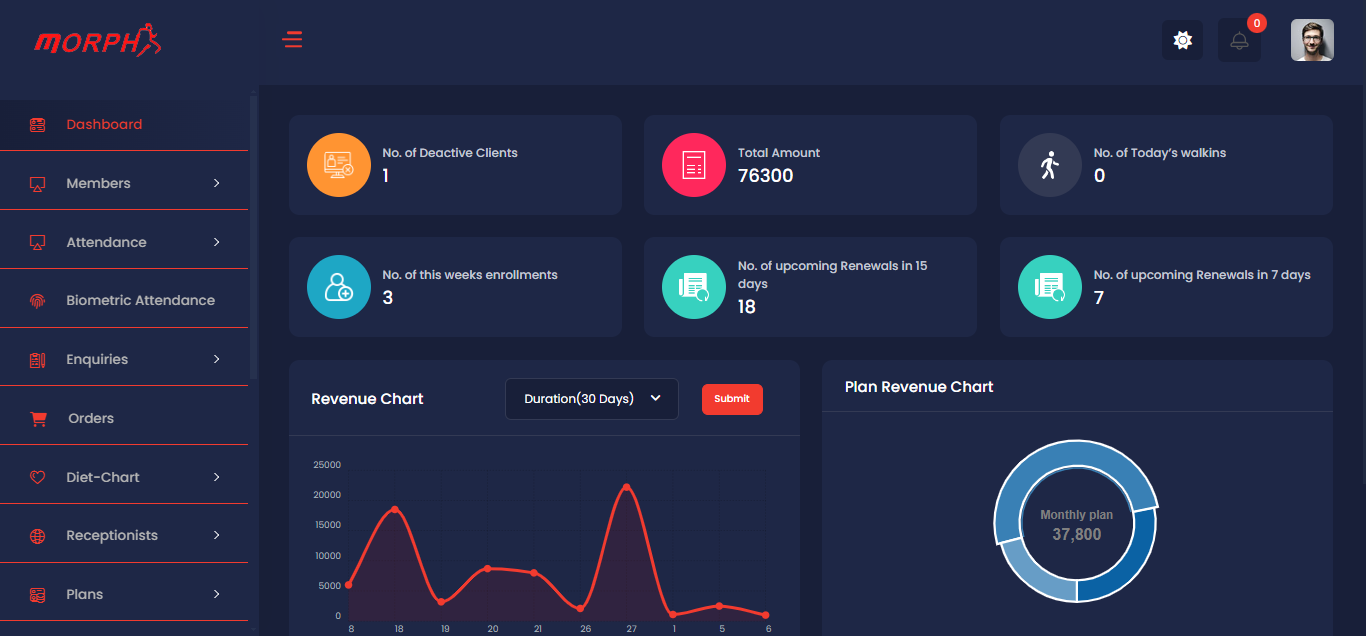 MORPH
0
Dashboard
Members
Attendance
Biometric Attendance
Enquiries
Orders
Diet-Chart
Receptionists
Plans
No. of Deactive Clients
1
Total Amount
76300
No. of Today's walkins
0
No. of this weeks enrollments
3
No. of upcoming Renewals in 15
days
18
No. of upcoming Renewals in 7 days
7
Revenue Chart
Duration(30 Days)
Submit
25000
20000
15000
10000
5000
0
8 18 19 20 21 26 27 1 5 6
Plan Revenue Chart
Monthly plan
37,800